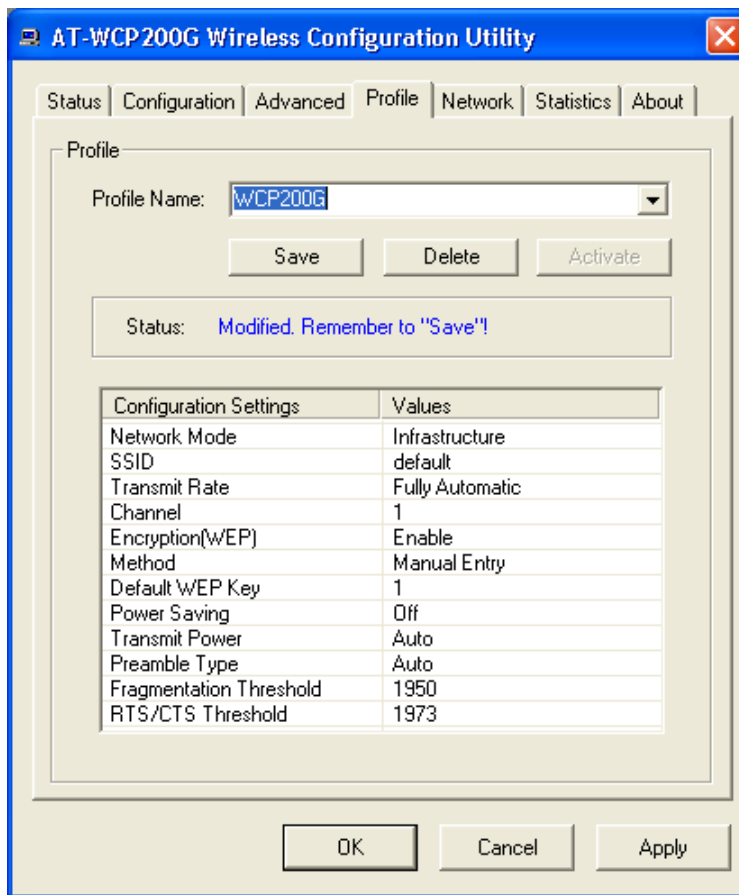 AT-WCP200G Wireless Configuration Utility
Status Configuration Advanced Profile Network Statistics About
Profile
Profile Name: WCP200G
Save Delete Activate
Status: Modified. Remember to "Save"!
Configuration Settings Values
Network Mode Infrastructure
SSID default
Transmit Rate Fully Automatic
Channel 1
Encryption(WEP) Enable
Method Manual Entry
Default WEP Key 1
Power Saving Off
Transmit Power Auto
Preamble Type Auto
Fragmentation Threshold 1950
RTS/CTS Threshold 1973
OK Cancel Apply